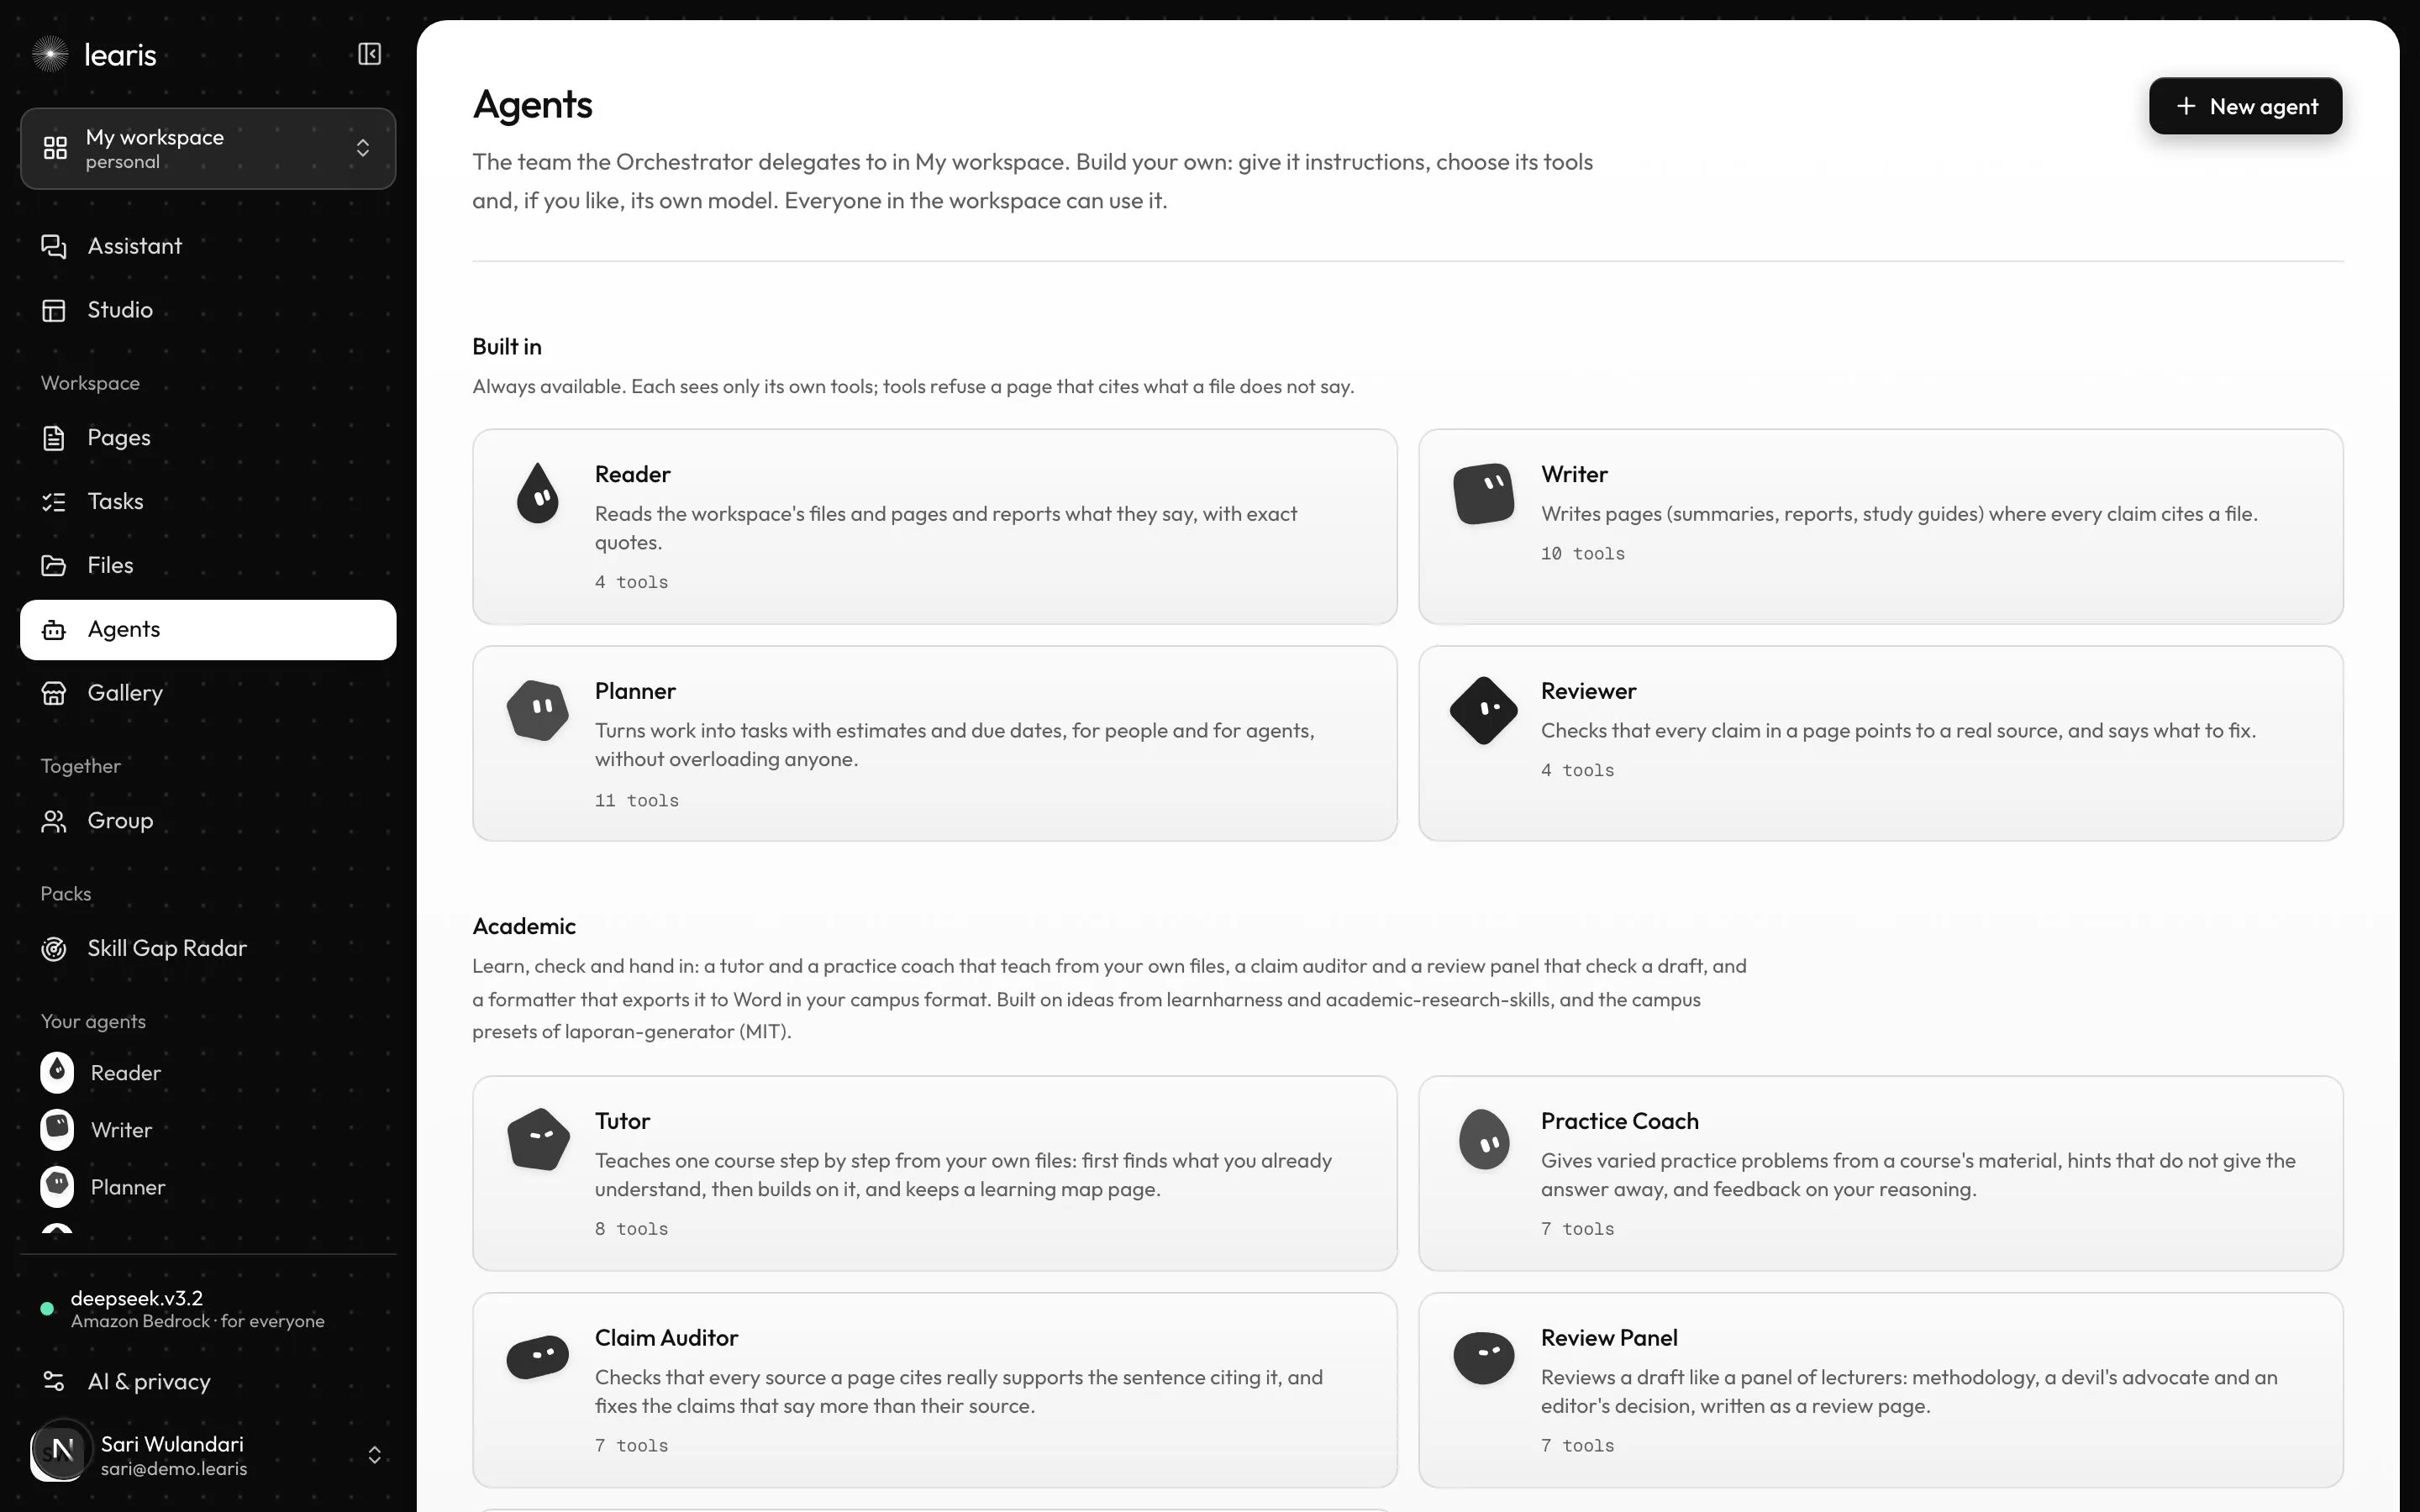 learis
My workspace
personal
Assistant
Studio
Workspace
Pages
Tasks
Files
Agents
Gallery
Together
Group
Packs
Skill Gap Radar
Your agents
Reader
Writer
Planner
deepseek.v3.2
Amazon Bedrock · for everyone
AI & privacy
N
Sari Wulandari
sari@demo.learis
Agents
New agent
The team the Orchestrator delegates to in My workspace. Build your own: give it instructions, choose its tools
and, if you like, its own model. Everyone in the workspace can use it.
Built in
Always available. Each sees only its own tools; tools refuse a page that cites what a file does not say.
Reader
Reads the workspace's files and pages and reports what they say, with exact
quotes.
4 tools
Writer
Writes pages (summaries, reports, study guides) where every claim cites a file.
10 tools
Planner
Turns work into tasks with estimates and due dates, for people and for agents,
without overloading anyone.
11 tools
Reviewer
Checks that every claim in a page points to a real source, and says what to fix.
4 tools
Academic
Learn, check and hand in: a tutor and a practice coach that teach from your own files, a claim auditor and a review panel that check a draft, and
a formatter that exports it to Word in your campus format. Built on ideas from learnharness and academic-research-skills, and the campus
presets of laporan-generator (MIT).
Tutor
Teaches one course step by step from your own files: first finds what you already
understand, then builds on it, and keeps a learning map page.
8 tools
Practice Coach
Gives varied practice problems from a course's material, hints that do not give the
answer away, and feedback on your reasoning.
7 tools
Claim Auditor
Checks that every source a page cites really supports the sentence citing it, and
fixes the claims that say more than their source.
7 tools
Review Panel
Reviews a draft like a panel of lecturers: methodology, a devil's advocate and an
editor's decision, written as a review page.
7 tools